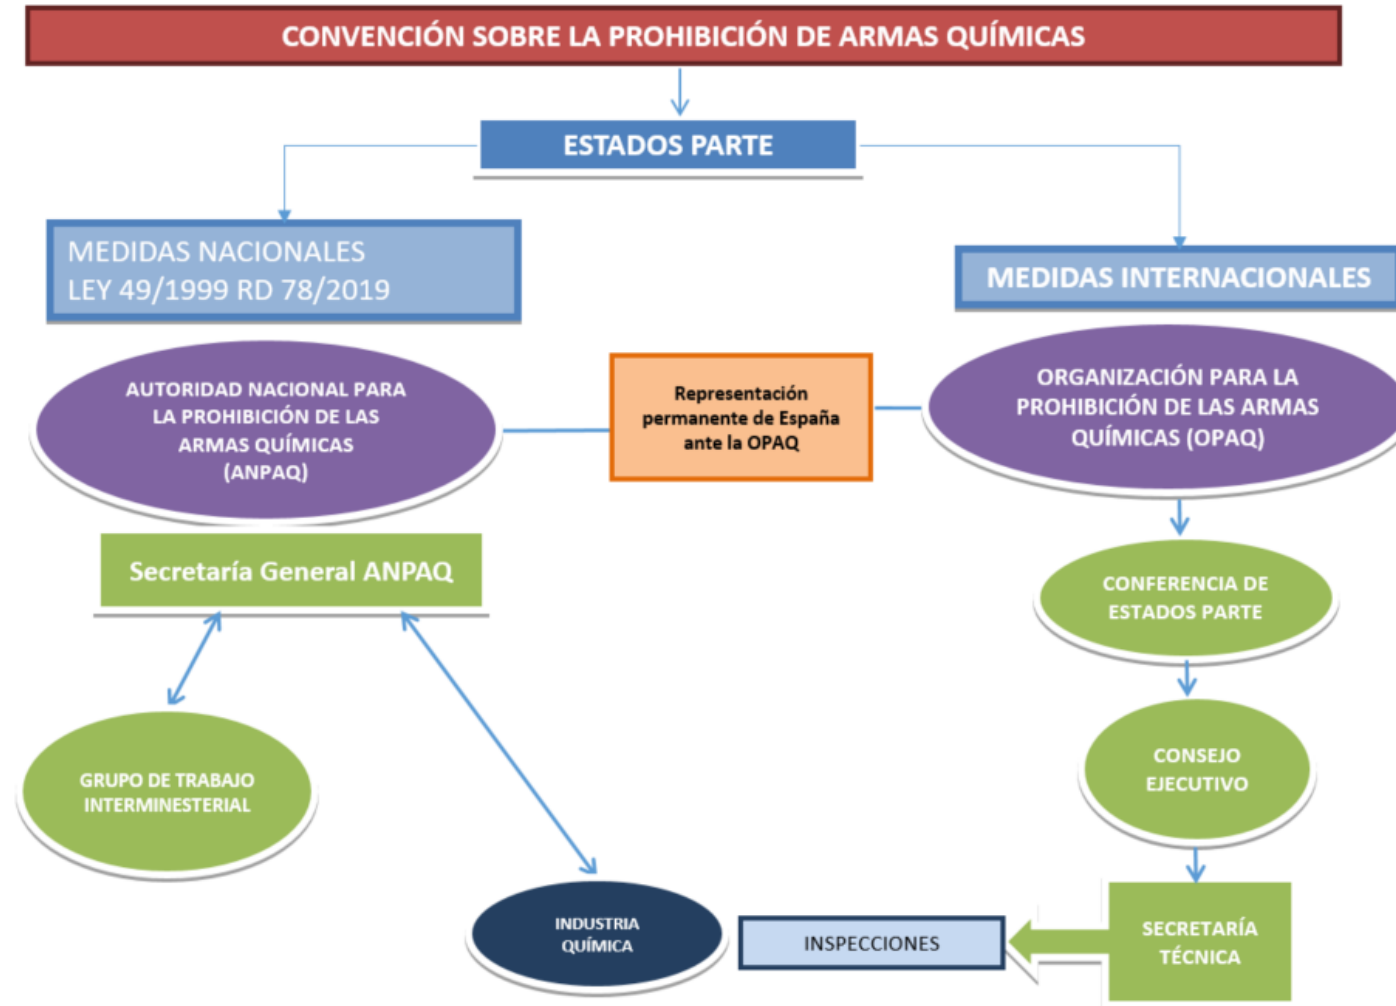 CONVENCIÓN SOBRE LA PROHIBICIÓN DE ARMAS QUÍMICAS
ESTADOS PARTE
MEDIDAS NACIONALES
LEY 49/1999 RD 78/2019
MEDIDAS INTERNACIONALES
AUTORIDAD NACIONAL PARA
LA PROHIBICIÓN DE LAS
ARMAS QUÍMICAS
(ANPAQ)
Representación
permanente de España
ante la OPAQ
ORGANIZACIÓN PARA LA
PROHIBICIÓN DE LAS ARMAS
QUÍMICAS (OPAQ)
Secretaría General ANPAQ
CONFERENCIA DE
ESTADOS PARTE
GRUPO DE TRABAJO
INTERMINESTERIAL
CONSEJO
EJECUTIVO
INDUSTRIA
QUÍMICA
INSPECCIONES
SECRETARÍA
TÉCNICA